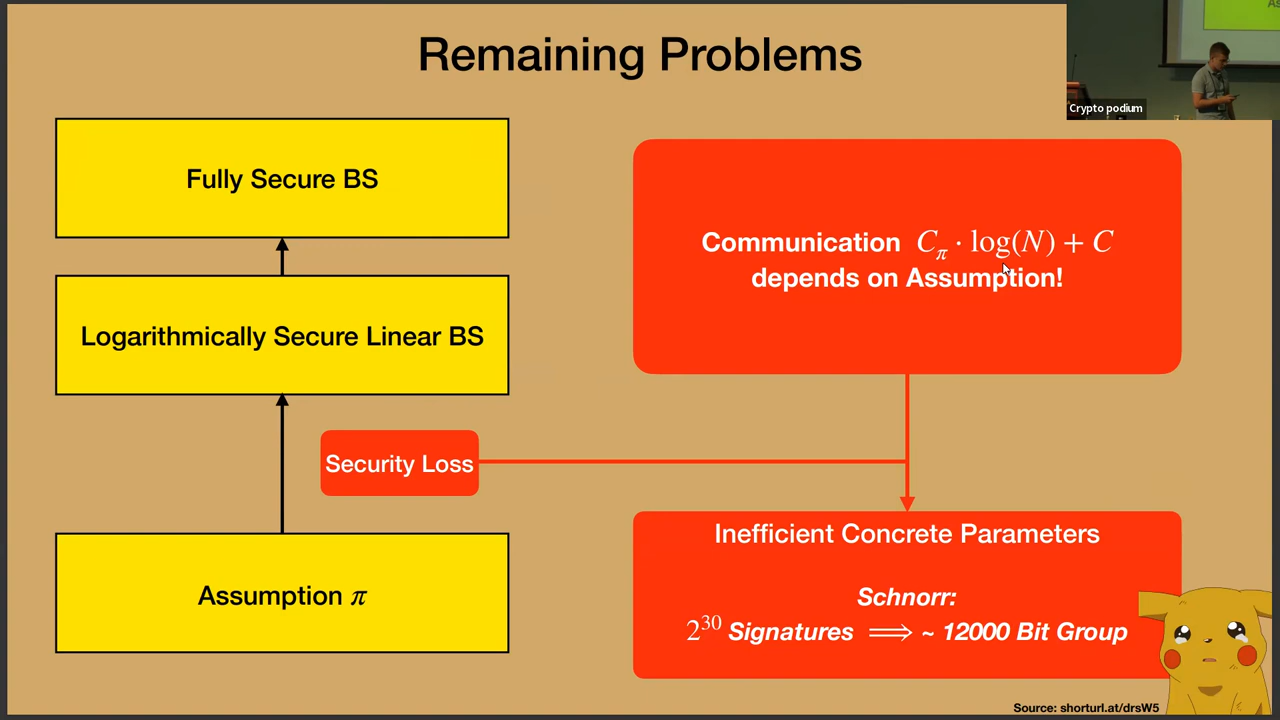 Remaining Problems
Crypto podium
Fully Secure BS
Logarithmically Secure Linear BS
Security Loss
Assumption π
Communication C_π · log(N) + C
depends on Assumption!
Inefficient Concrete Parameters
Schnorr:
2^30 Signatures ⟹ ~ 12000 Bit Group
Source: shorturl.at/drsW5